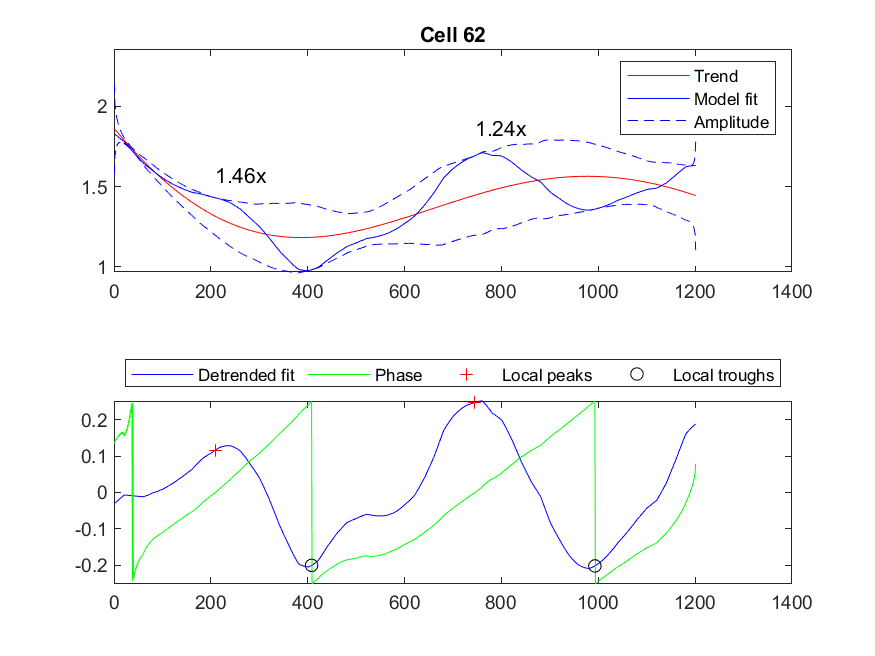 Cell 62
Trend
Model fit
Amplitude
1.24x
1.46x
2
1.5
1
0 200 400 600 800 1000 1200 1400
Detrended fit Phase Local peaks Local troughs
0.2
0.1
0
-0.1
-0.2
0 200 400 600 800 1000 1200 1400